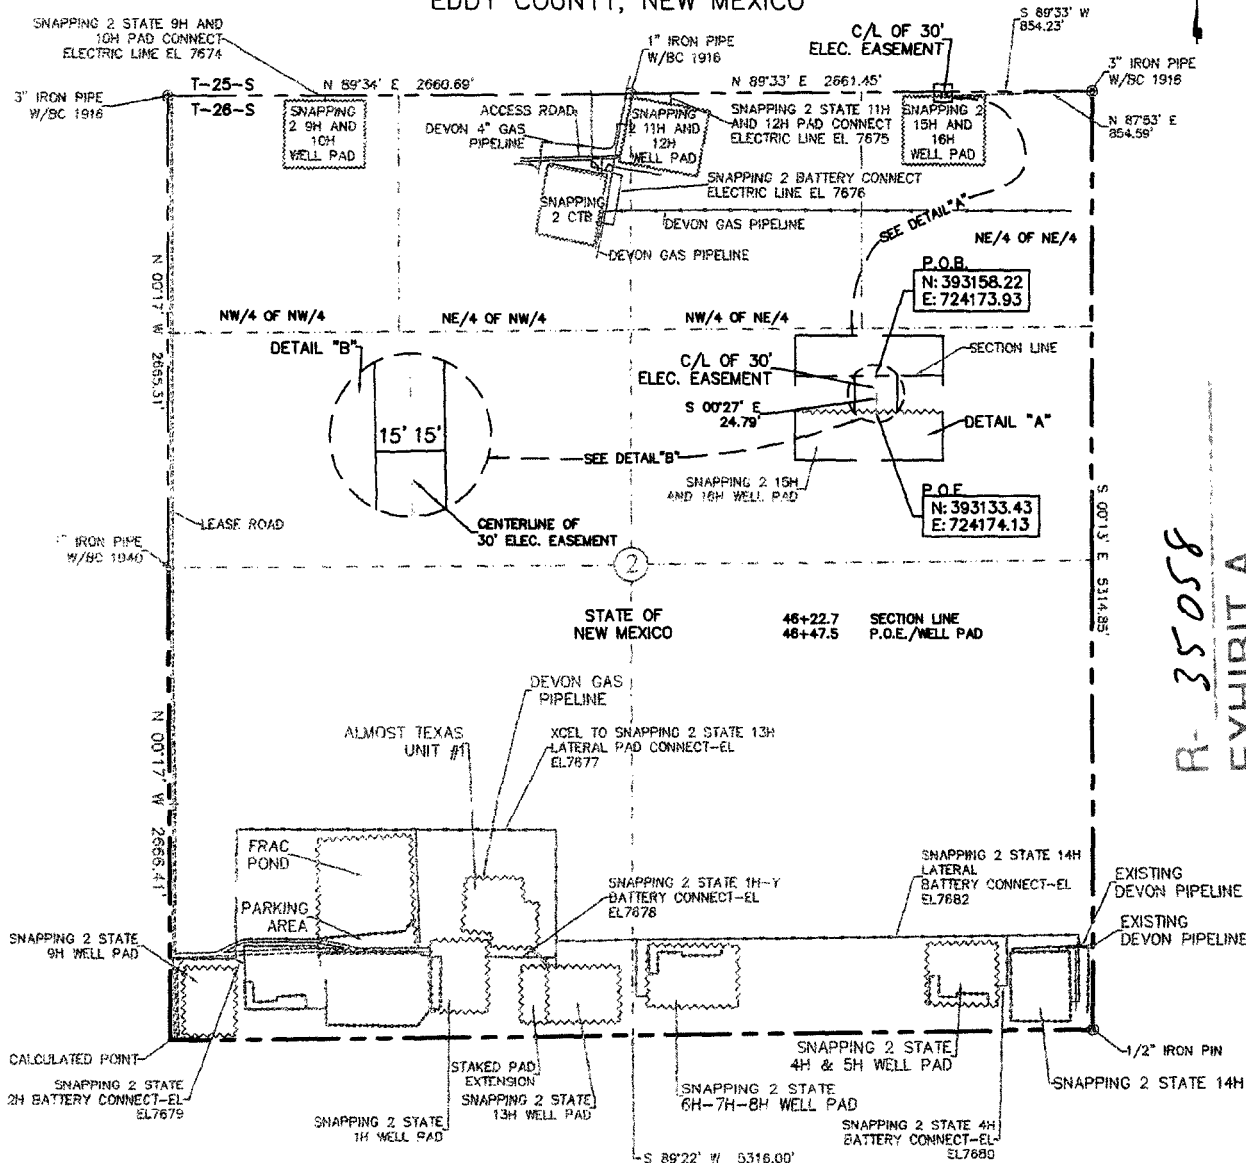 EDDY COUNTY, NEW MEXICO
SNAPPING 2 STATE 9H AND
10H PAD CONNECT
ELECTRIC LINE EL 7674
1" IRON PIPE
W/BC 1916
C/L OF 30'
ELEC. EASEMENT
S 89°33' W
854.23'
3" IRON PIPE
W/BC 1916
T-25-S
T-26-S
N 89°34' E 2660.69'
N 89°33' E 2661.45'
3" IRON PIPE
W/BC 1916
N 87°53' E
854.59'
SNAPPING
2 9H AND
10H
WELL PAD
ACCESS ROAD
DEVON 4" GAS
PIPELINE
SNAPPING
2 11H AND
12H
WELL PAD
SNAPPING 2 STATE 11H
AND 12H PAD CONNECT
ELECTRIC LINE EL 7675
SNAPPING 2
15H AND
16H
WELL PAD
SNAPPING
2 CTB
SNAPPING 2 BATTERY CONNECT
ELECTRIC LINE EL 7676
DEVON GAS PIPELINE
DEVON GAS PIPELINE
SEE DETAIL "A"
NE/4 OF NE/4
P.O.B.
N: 393158.22
E: 724173.93
N 00°17' W 2665.31'
NW/4 OF NW/4
NE/4 OF NW/4
NW/4 OF NE/4
DETAIL "B"
C/L OF 30'
ELEC. EASEMENT
SECTION LINE
S 00°27' E
24.79'
15' 15'
DETAIL "A"
SEE DETAIL "B"
SNAPPING 2 15H
AND 16H WELL PAD
P.O.E.
N: 393133.43
E: 724174.13
LEASE ROAD
CENTERLINE OF
30' ELEC. EASEMENT
IRON PIPE
W/BC 1940
2
S 00°13' E 5314.85'
R- 35058
EXHIBIT A
STATE OF
NEW MEXICO
46+22.7 SECTION LINE
46+47.5 P.O.E./WELL PAD
DEVON GAS
PIPELINE
ALMOST TEXAS
UNIT #1
XCEL TO SNAPPING 2 STATE 13H
LATERAL PAD CONNECT-EL
EL7677
N 00°17' W 2666.41'
FRAC
POND
PARKING
AREA
SNAPPING 2 STATE 1H-Y
BATTERY CONNECT-EL
EL7678
SNAPPING 2 STATE 14H
LATERAL
BATTERY CONNECT-EL
EL7682
EXISTING
DEVON PIPELINE
EXISTING
DEVON PIPELINE
SNAPPING 2 STATE
9H WELL PAD
CALCULATED POINT
SNAPPING 2 STATE
2H BATTERY CONNECT-EL
EL7679
SNAPPING 2 STATE
1H WELL PAD
STAKED PAD
EXTENSION
SNAPPING 2 STATE
13H WELL PAD
SNAPPING 2 STATE
6H-7H-8H WELL PAD
SNAPPING 2 STATE
4H & 5H WELL PAD
SNAPPING 2 STATE 4H
BATTERY CONNECT-EL
EL7680
1/2" IRON PIN
SNAPPING 2 STATE 14H
S 89°22' W 5316.00'